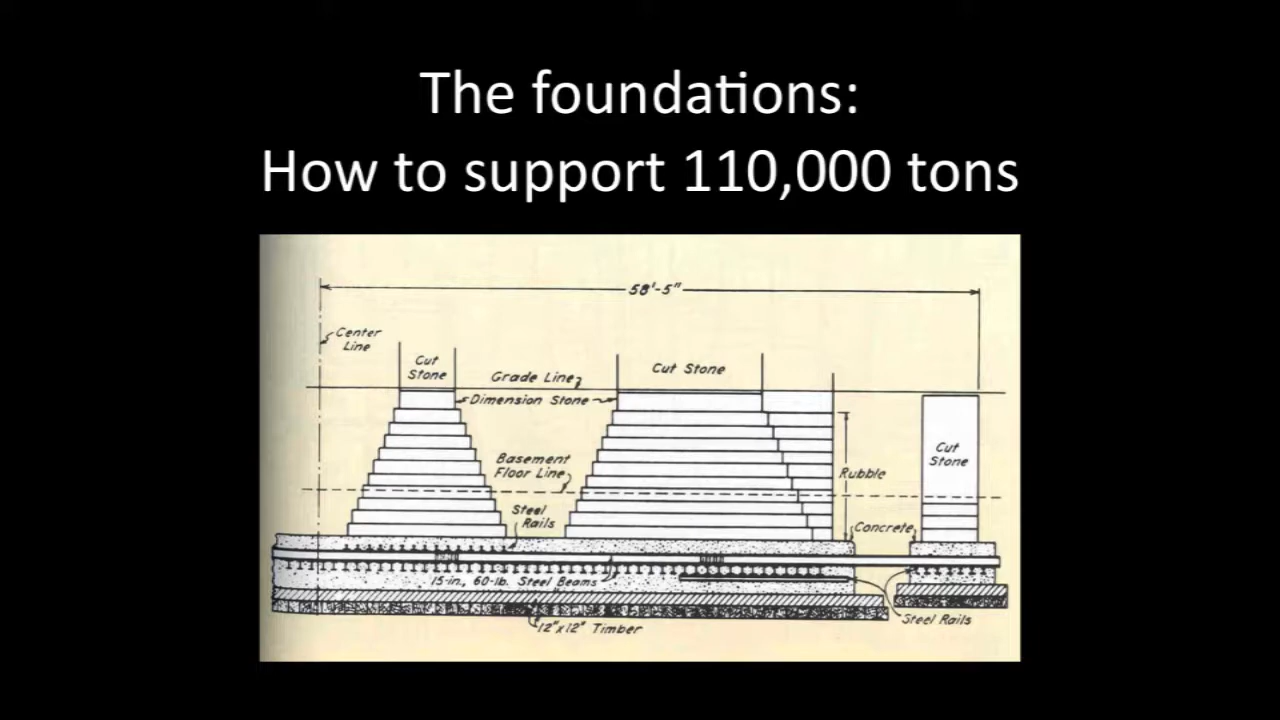 The foundations:
How to support 110,000 tons
58'-5"
Center
Line
Cut
Stone
Grade Line
Cut Stone
Dimension Stone
Basement
Floor Line
Rubble
Cut
Stone
Steel
Rails
Concrete
15-in., 60-lb. Steel Beams
12"x12" Timber
Steel Rails